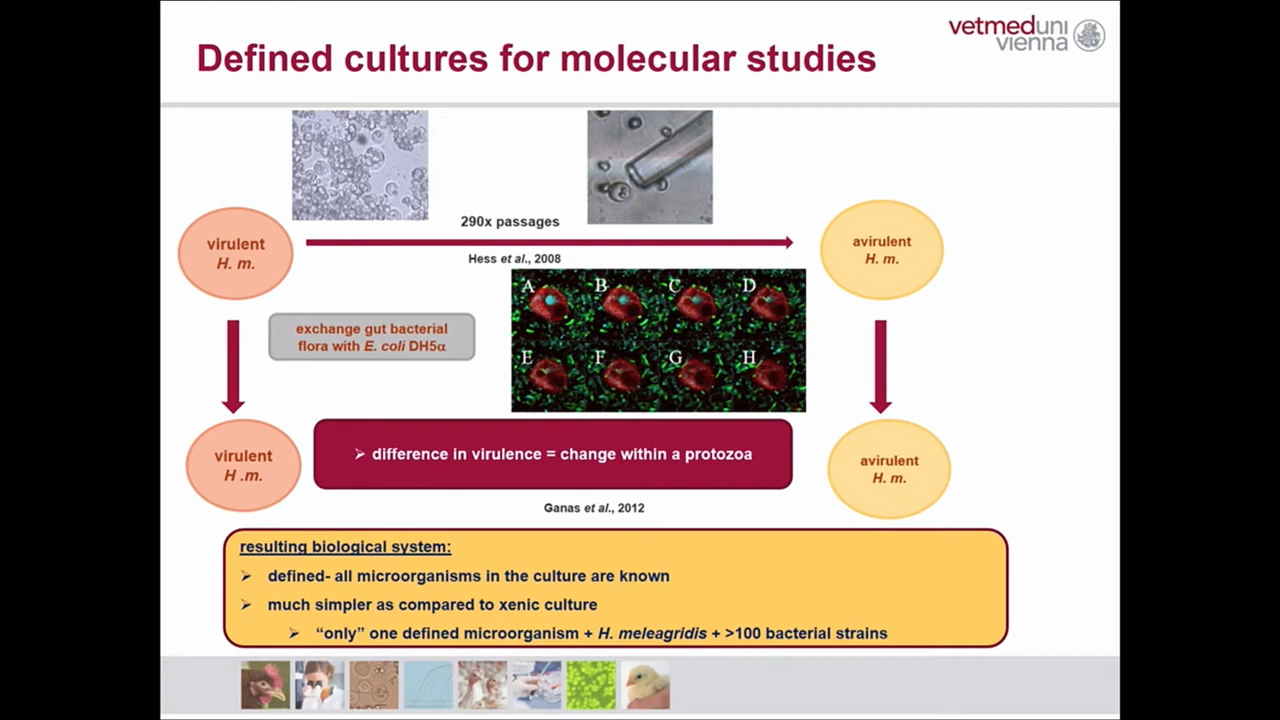 vetmeduni
vienna
Defined cultures for molecular studies
290x passages
virulent
H. m.
avirulent
H. m.
Hess et al., 2008
A B C D
E F G H
exchange gut bacterial
flora with E. coli DH5α
virulent
H .m.
➢ difference in virulence = change within a protozoa
avirulent
H. m.
Ganas et al., 2012
resulting biological system:
➢ defined- all microorganisms in the culture are known
➢ much simpler as compared to xenic culture
➢ “only” one defined microorganism + H. meleagridis + >100 bacterial strains